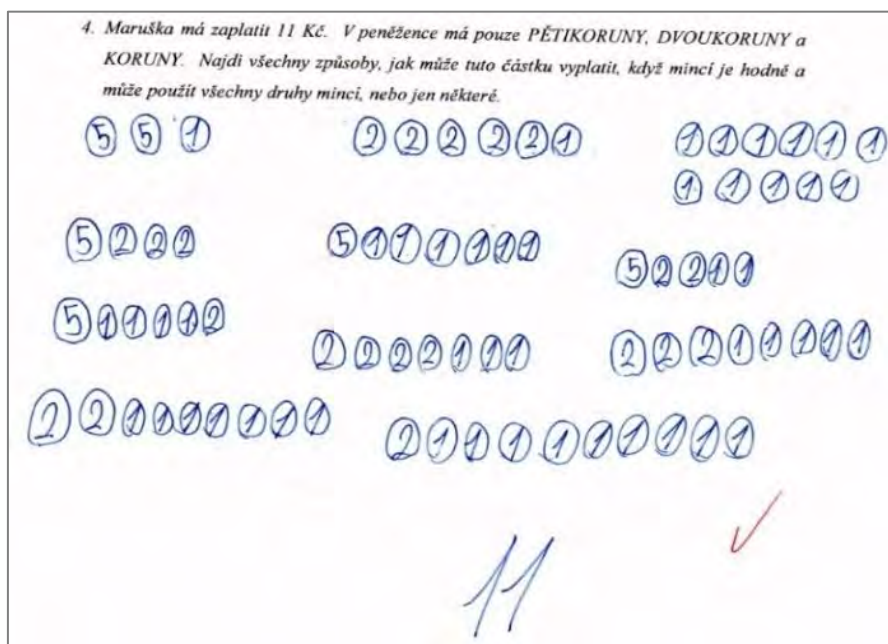 4. Maruška má zaplatit 11 Kč. V peněžence má pouze PĚTIKORUNY, DVOUKORUNY a
KORUNY. Najdi všechny způsoby, jak může tuto částku vyplatit, když mincí je hodně a
může použít všechny druhy mincí, nebo jen některé.
5 5 1 2 2 2 2 2 1 1 1 1 1 1 1
1 1 1 1 1
5 2 2 2 5 1 1 1 1 1 1 5 2 2 1 1
5 1 1 1 1 2 2 2 2 2 1 1 1 2 2 2 1 1 1 1 1
2 2 1 1 1 1 1 1 1 2 1 1 1 1 1 1 1 1 1
11